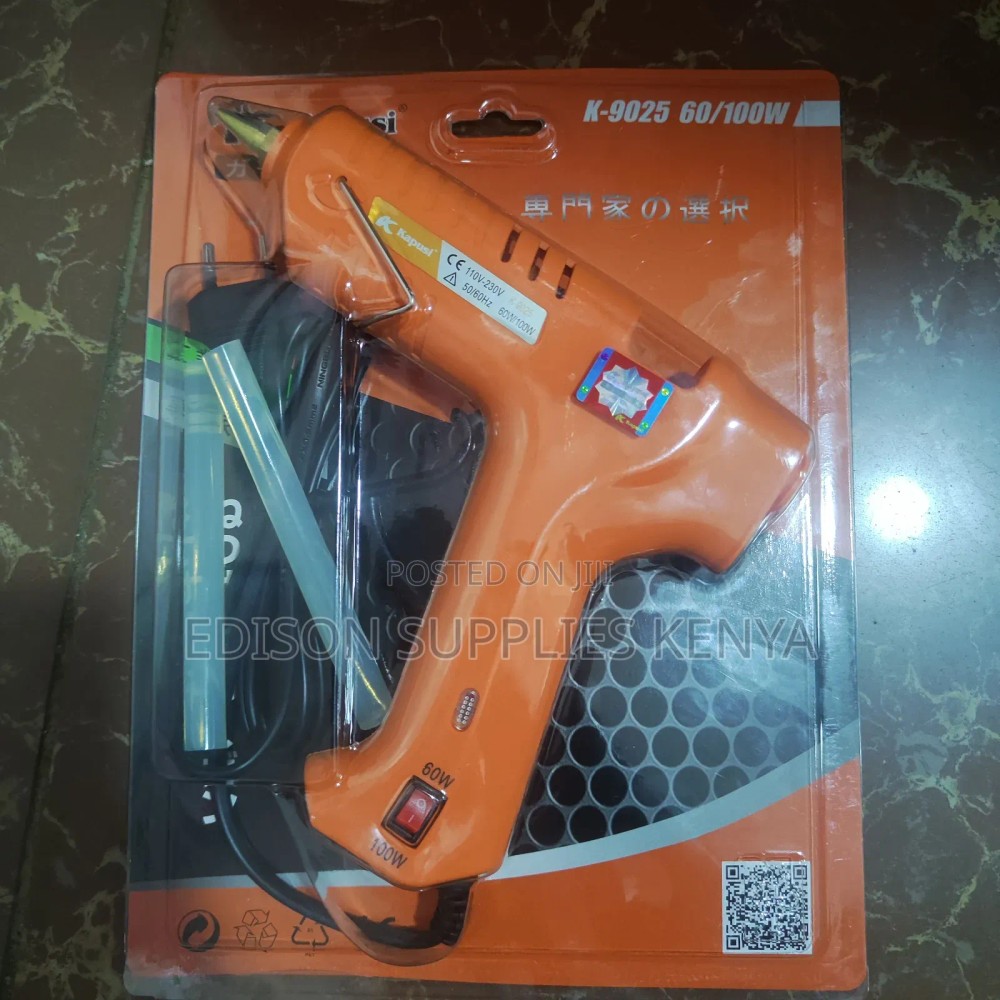 K-9025 60/100W
専門家の選択
Kapusi®
CE 110V-230V
50/60Hz 60W/100W
POSTED ON JIJI
EDISON SUPPLIES KENYA
60W
100W